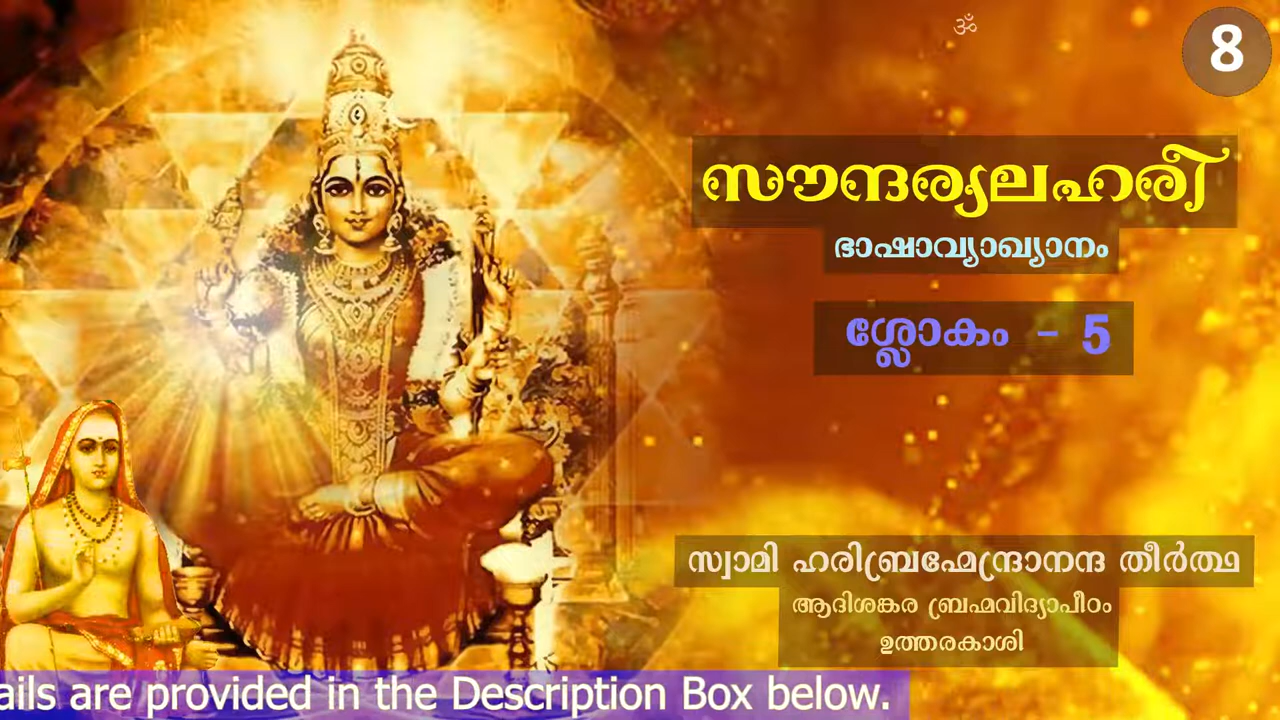 ॐ
8
സൗന്ദര്യലഹരീ
ഭാഷാവ്യാഖ്യാനം
ശ്ലോകം - 5
സ്വാമി ഹരിബ്രഹ്മേന്ദ്രാനന്ദ തീർത്ഥ
ആദിശങ്കര ബ്രഹ്മവിദ്യാപീഠം
ഉത്തരകാശി
ails are provided in the Description Box below.